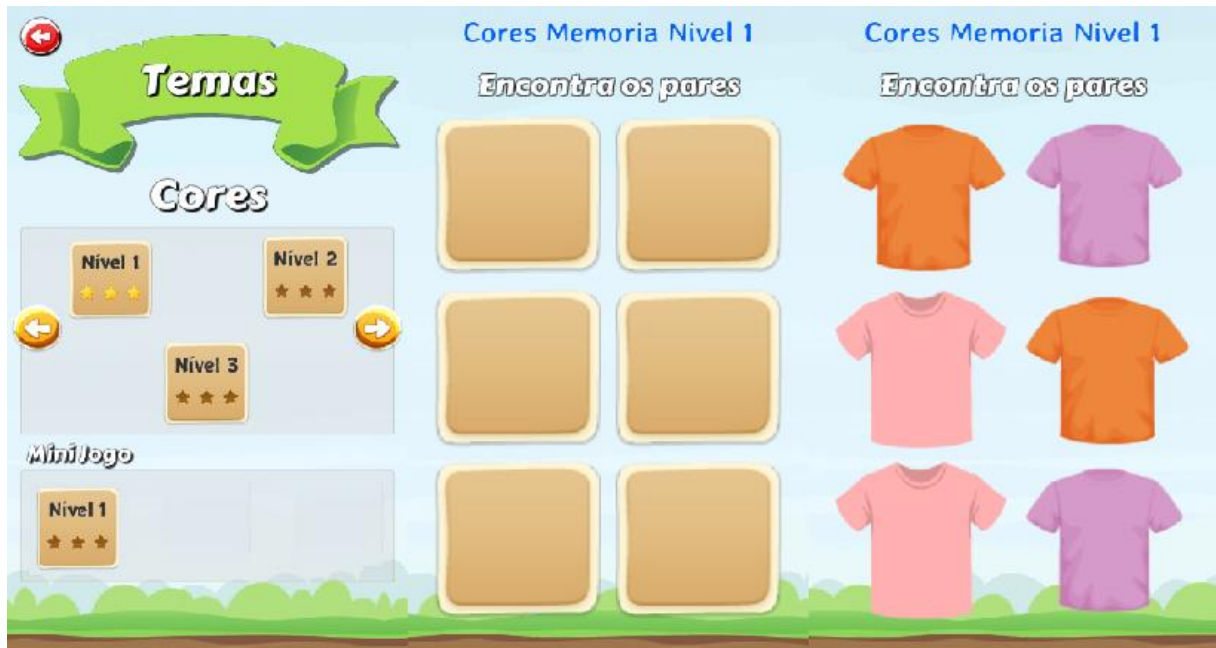 Temas
Cores
Nível 1
Nível 2
Nível 3
Mini Jogo
Nível 1
Cores Memoria Nivel 1
Encontra os pares
Cores Memoria Nivel 1
Encontra os pares